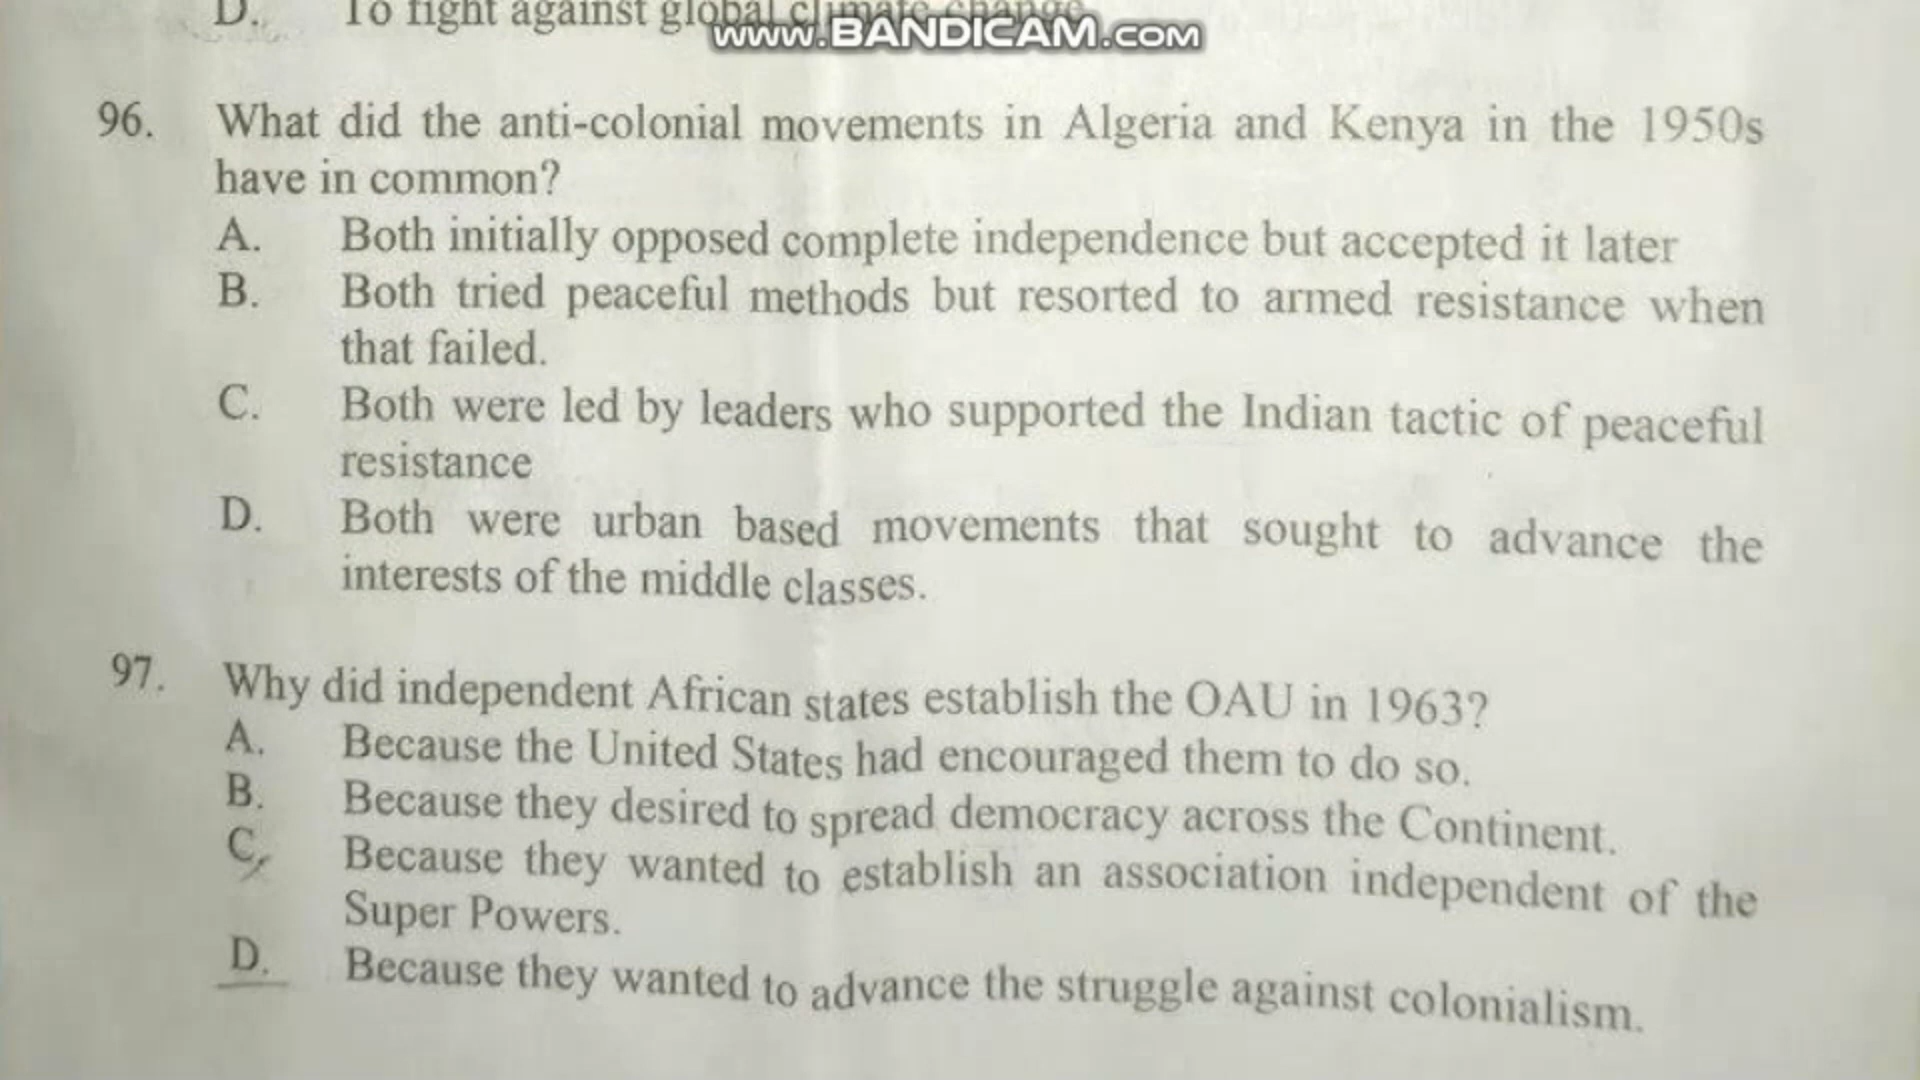 D. To fight against global climate change
www.BANDICAM.COM
96. What did the anti-colonial movements in Algeria and Kenya in the 1950s
have in common?
A. Both initially opposed complete independence but accepted it later
B. Both tried peaceful methods but resorted to armed resistance when
that failed.
C. Both were led by leaders who supported the Indian tactic of peaceful
resistance
D. Both were urban based movements that sought to advance the
interests of the middle classes.
97. Why did independent African states establish the OAU in 1963?
A. Because the United States had encouraged them to do so.
B. Because they desired to spread democracy across the Continent.
C. Because they wanted to establish an association independent of the
Super Powers.
D. Because they wanted to advance the struggle against colonialism.